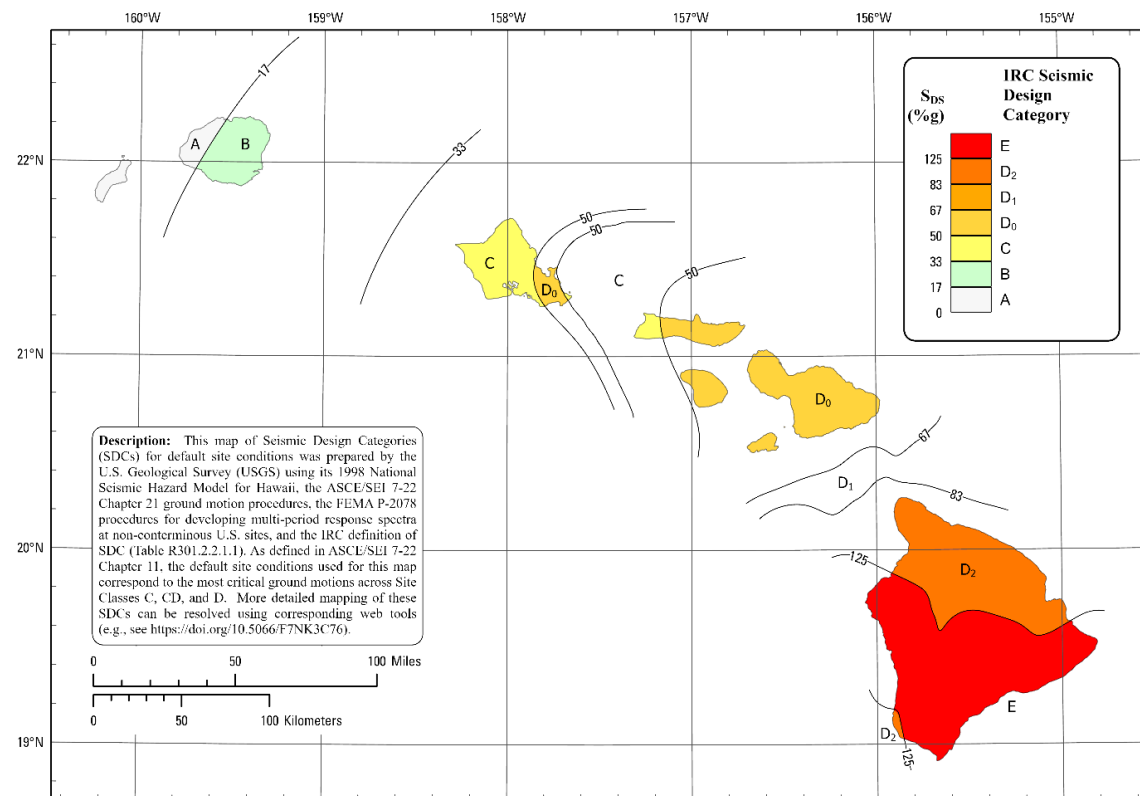 160°W 159°W 158°W 157°W 156°W 155°W
17
A B
22°N
33
50
50
C
D0
C
50
21°N
D0
67
D1
83
20°N
125
D2
E
D2
125
19°N
SDS
(%g)
IRC Seismic
Design
Category
E
125
D2
83
D1
67
D0
50
C
33
B
17
A
0
Description: This map of Seismic Design Categories
(SDCs) for default site conditions was prepared by the
U.S. Geological Survey (USGS) using its 1998 National
Seismic Hazard Model for Hawaii, the ASCE/SEI 7-22
Chapter 21 ground motion procedures, the FEMA P-2078
procedures for developing multi-period response spectra
at non-conterminous U.S. sites, and the IRC definition of
SDC (Table R301.2.2.1.1). As defined in ASCE/SEI 7-22
Chapter 11, the default site conditions used for this map
correspond to the most critical ground motions across Site
Classes C, CD, and D. More detailed mapping of these
SDCs can be resolved using corresponding web tools
(e.g., see https://doi.org/10.5066/F7NK3C76).
0 50 100 Miles
0 50 100 Kilometers